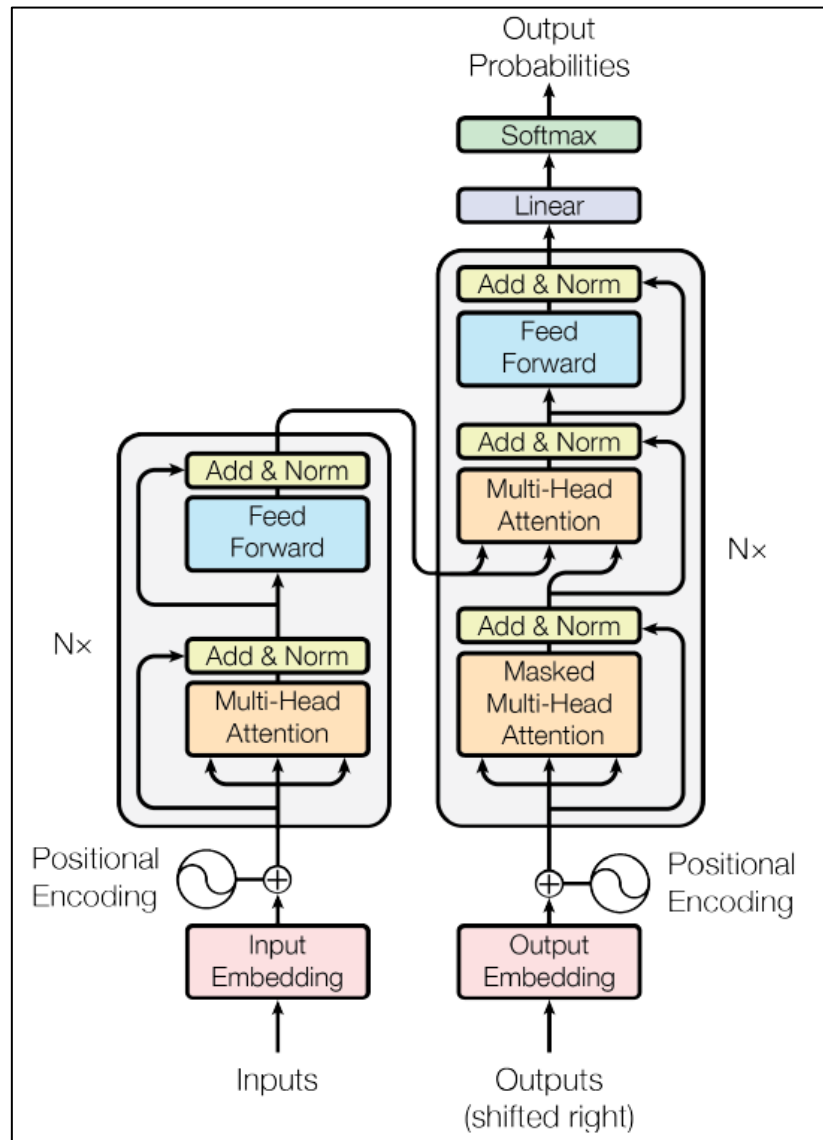 Output
Probabilities
Softmax
Linear
Add & Norm
Feed
Forward
Add & Norm
Multi-Head
Attention
Add & Norm
Masked
Multi-Head
Attention
N×
Add & Norm
Feed
Forward
Add & Norm
Multi-Head
Attention
N×
Positional
Encoding
Positional
Encoding
Input
Embedding
Output
Embedding
Inputs
Outputs
(shifted right)